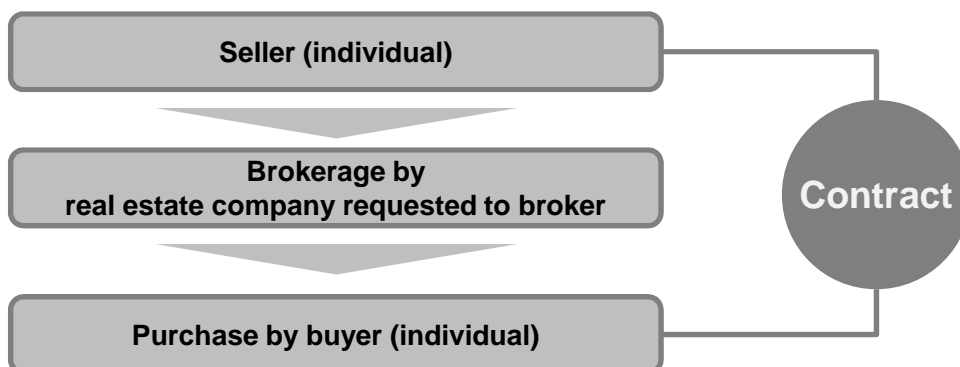 Seller (individual)
Brokerage by
real estate company requested to broker
Contract
Purchase by buyer (individual)